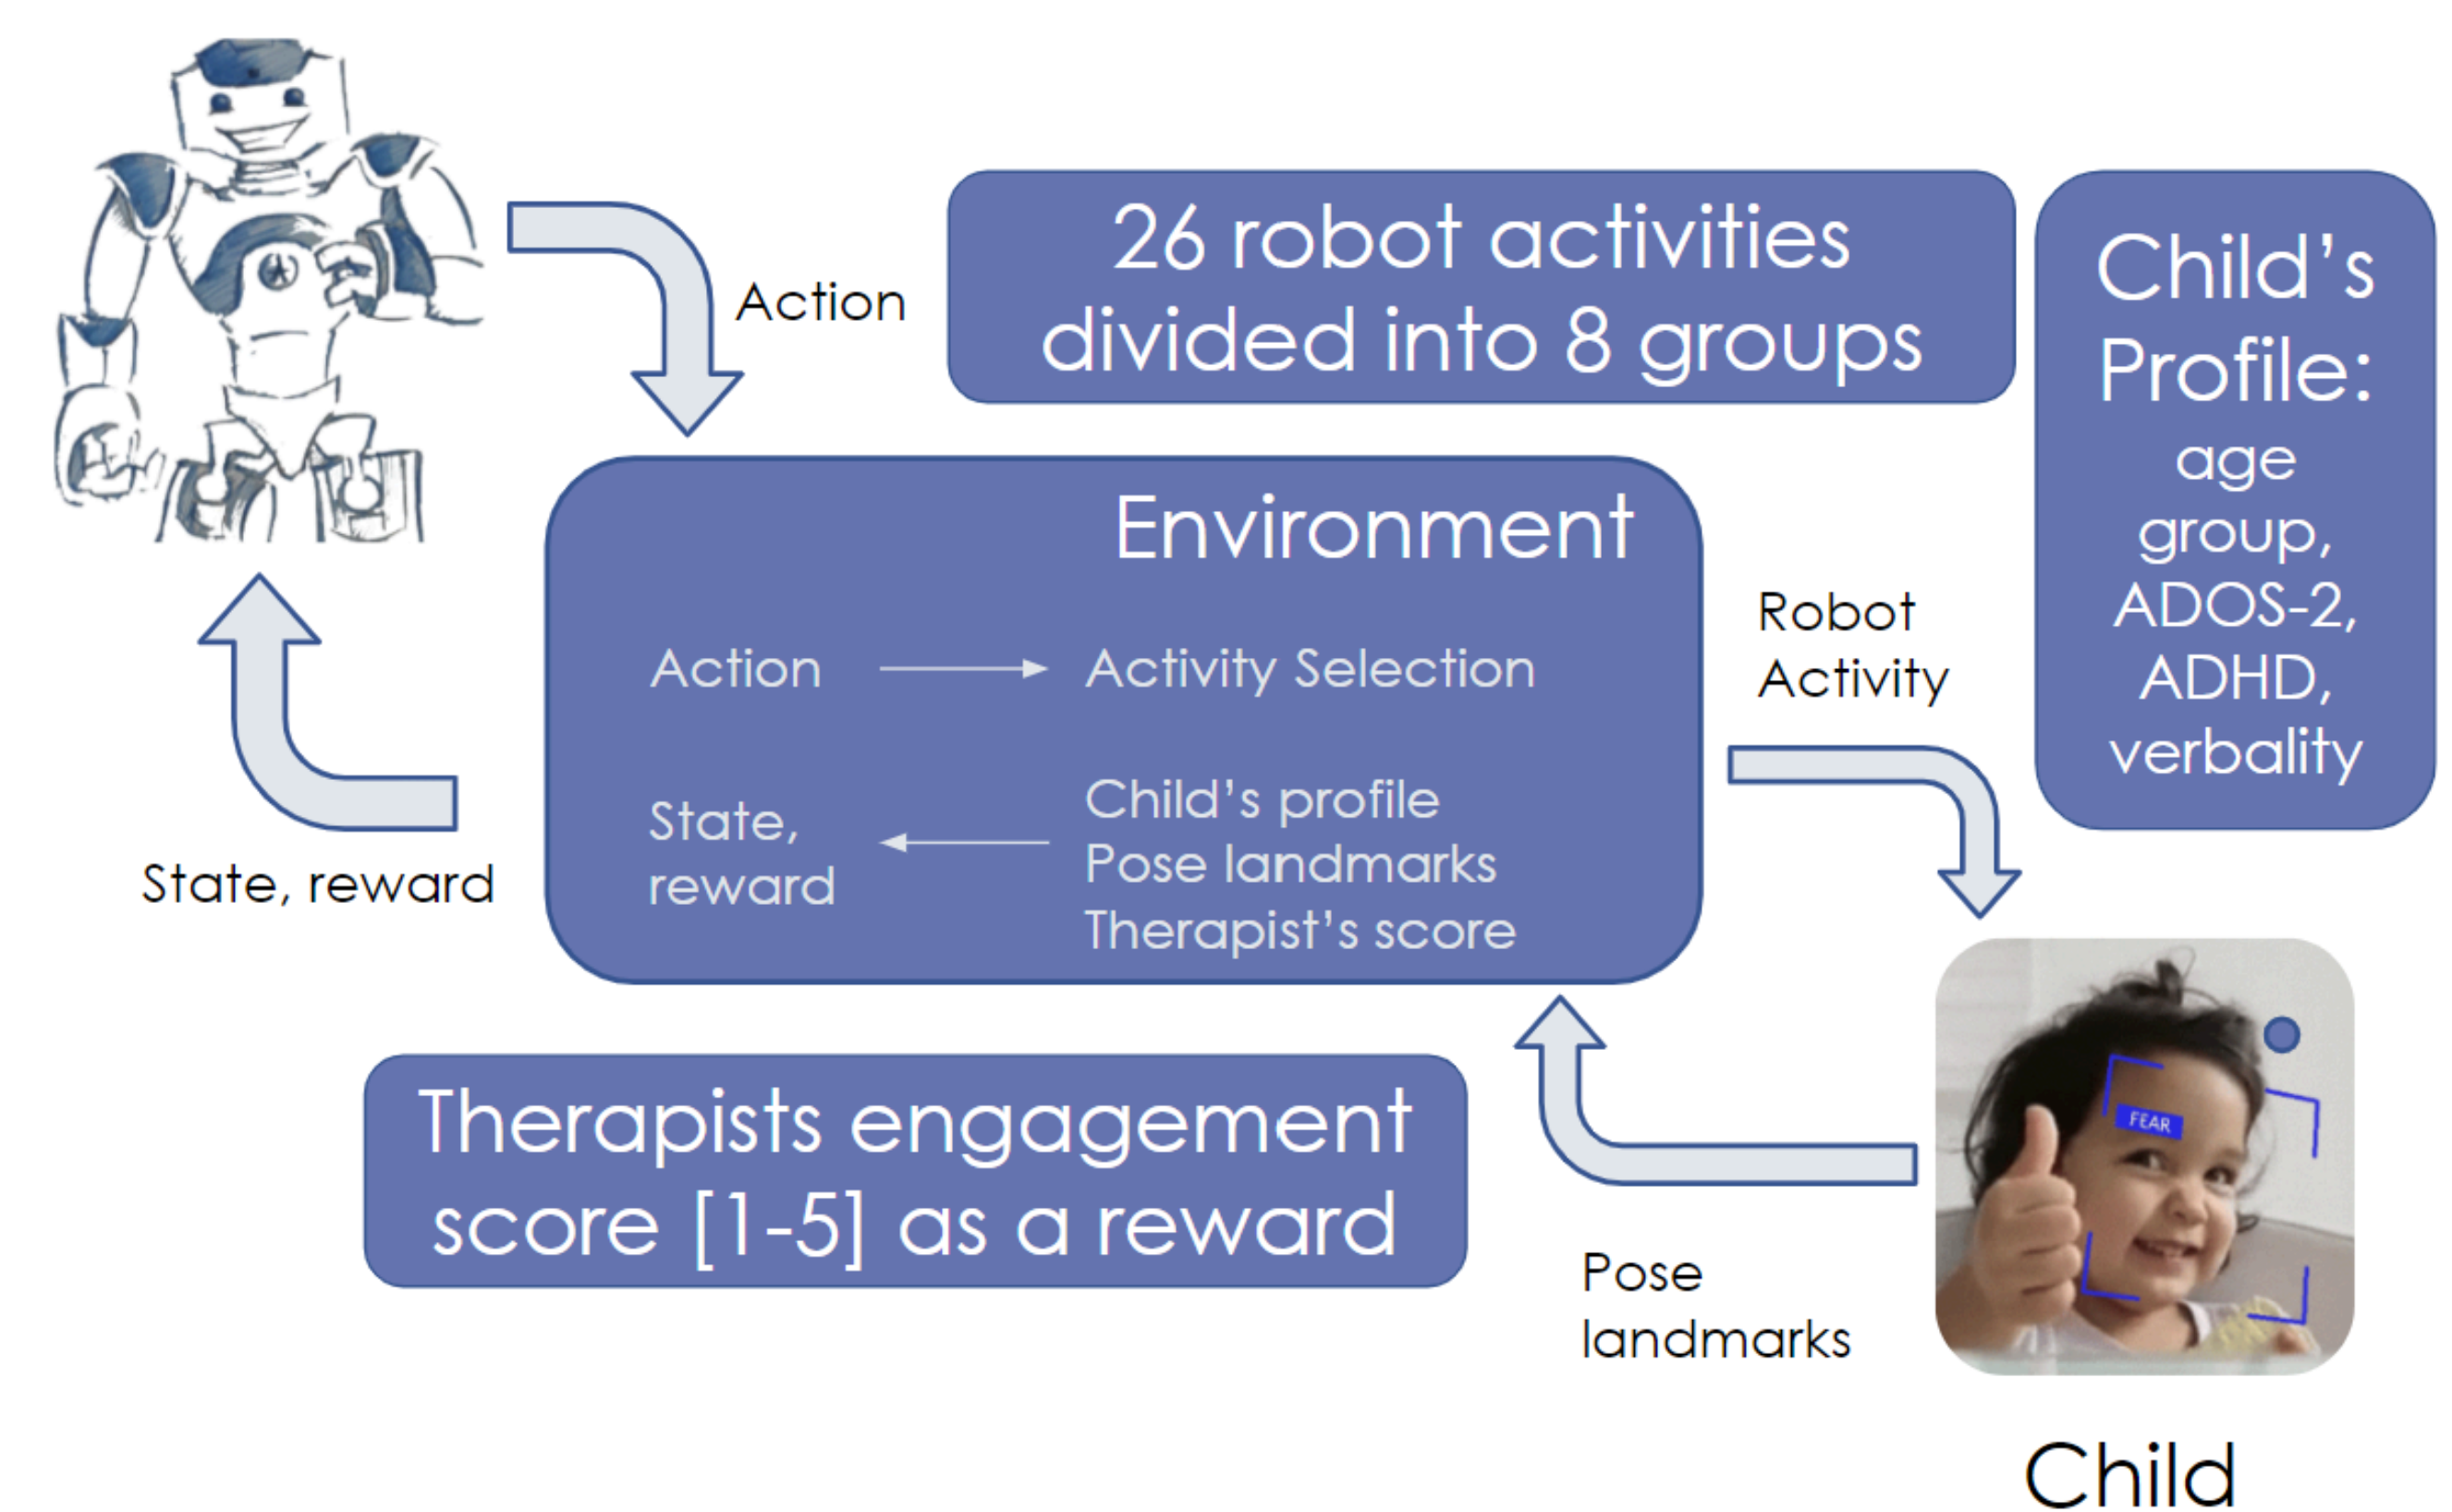 26 robot activities
divided into 8 groups
Child's
Profile:
age
group,
ADOS-2,
ADHD,
verbality
Action
Environment
Action
Activity Selection
State,
reward
Child's profile
Pose landmarks
Therapist's score
Robot
Activity
State, reward
Therapists engagement
score [1-5] as a reward
FEAR
Pose
landmarks
Child